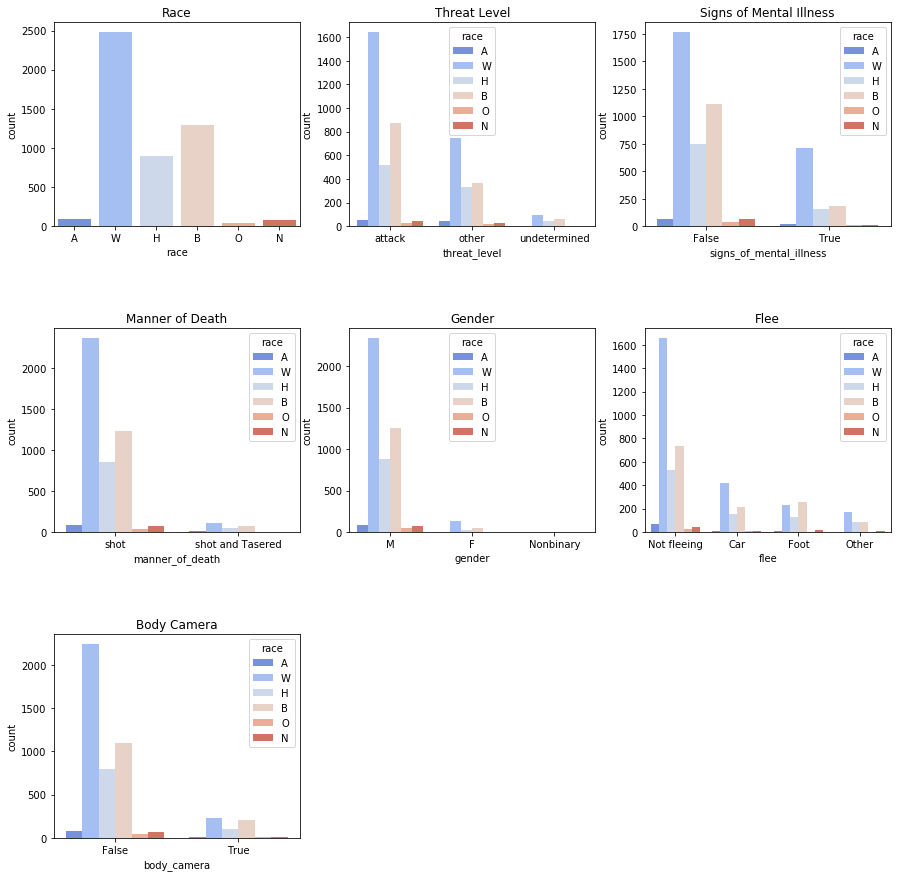 Race
2500
2000
1500
1000
500
0
count
A W H B O N
race
Threat Level
1600
1400
1200
1000
800
600
400
200
0
count
race
A
W
H
B
O
N
attack other undetermined
threat_level
Signs of Mental Illness
1750
1500
1250
1000
750
500
250
0
count
race
A
W
H
B
O
N
False True
signs_of_mental_illness
Manner of Death
2000
1500
1000
500
0
count
race
A
W
H
B
O
N
shot shot and Tasered
manner_of_death
Gender
2000
1500
1000
500
0
count
race
A
W
H
B
O
N
M F Nonbinary
gender
Flee
1600
1400
1200
1000
800
600
400
200
0
count
race
A
W
H
B
O
N
Not fleeing Car Foot Other
flee
Body Camera
2000
1500
1000
500
0
count
race
A
W
H
B
O
N
False True
body_camera